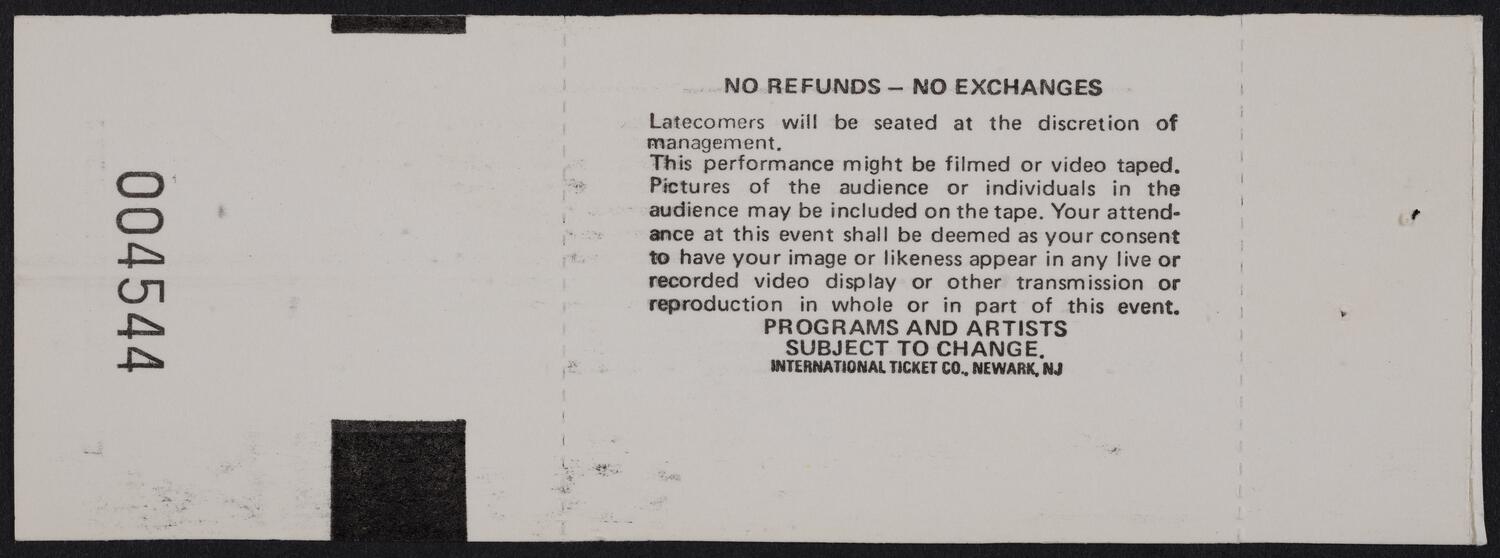 004544
NO REFUNDS – NO EXCHANGES
Latecomers will be seated at the discretion of
management.
This performance might be filmed or video taped.
Pictures of the audience or individuals in the
audience may be included on the tape. Your attend-
ance at this event shall be deemed as your consent
to have your image or likeness appear in any live or
recorded video display or other transmission or
reproduction in whole or in part of this event.
PROGRAMS AND ARTISTS
SUBJECT TO CHANGE.
INTERNATIONAL TICKET CO., NEWARK, NJ